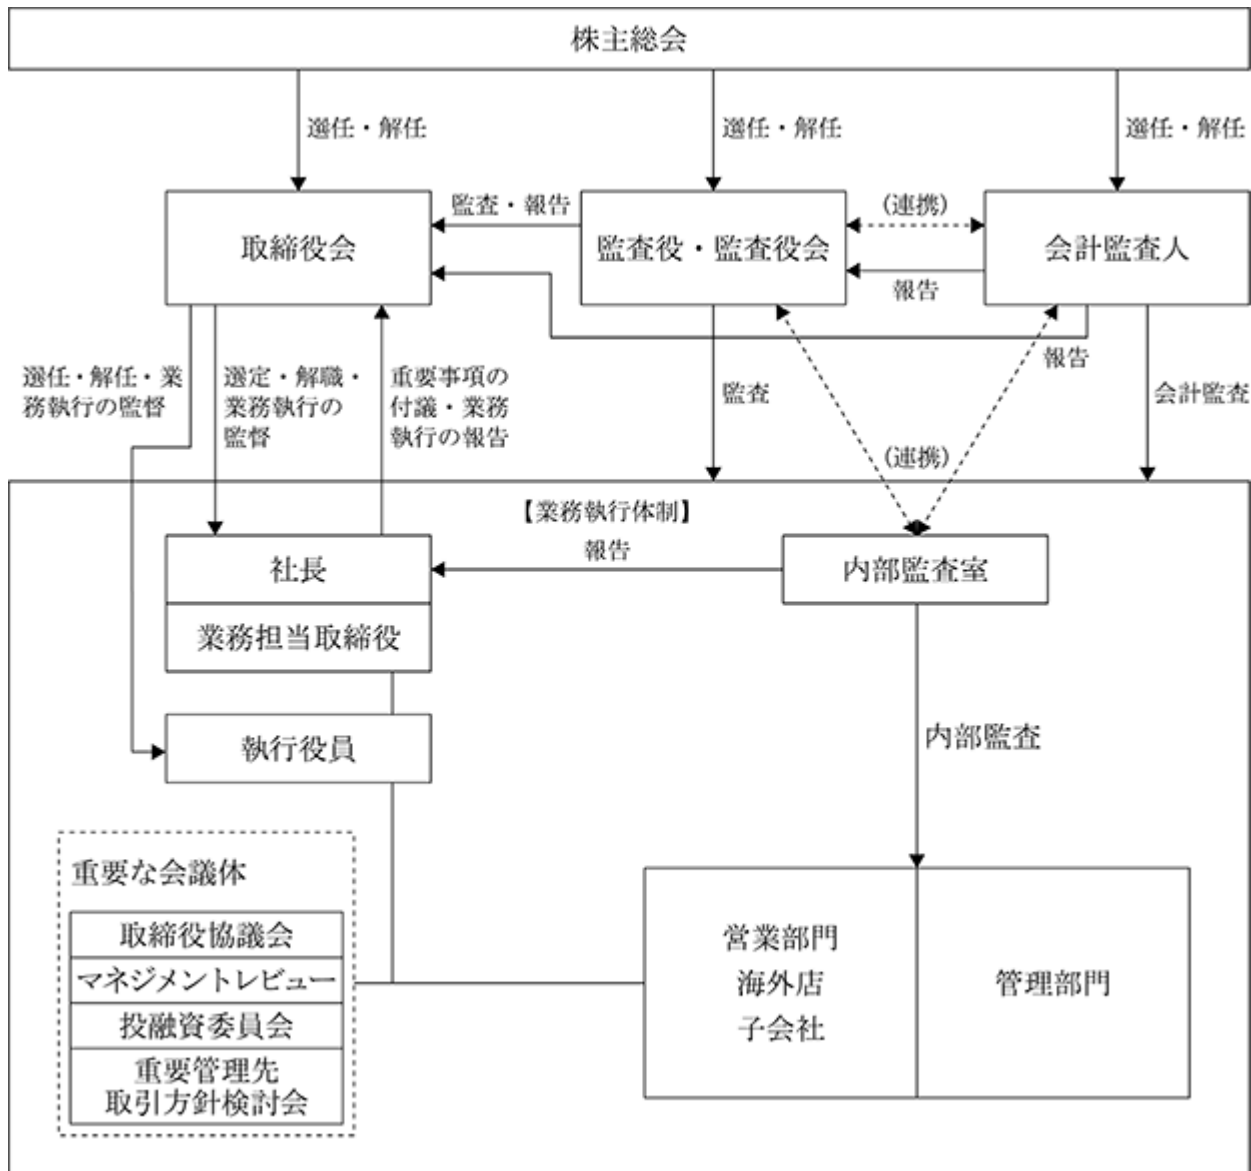 株主総会
選任・解任
選任・解任
選任・解任
取締役会
監査・報告
監査役・監査役会
(連携)
報告
会計監査人
選任・解任・業
務執行の監督
選定・解職・
業務執行の
監督
重要事項の
付議・業務
執行の報告
監査
報告
会計監査
(連携)
【業務執行体制】
社長
業務担当取締役
報告
内部監査室
執行役員
内部監査
重要な会議体
取締役協議会
マネジメントレビュー
投融資委員会
重要管理先
取引方針検討会
営業部門
海外店
子会社
管理部門